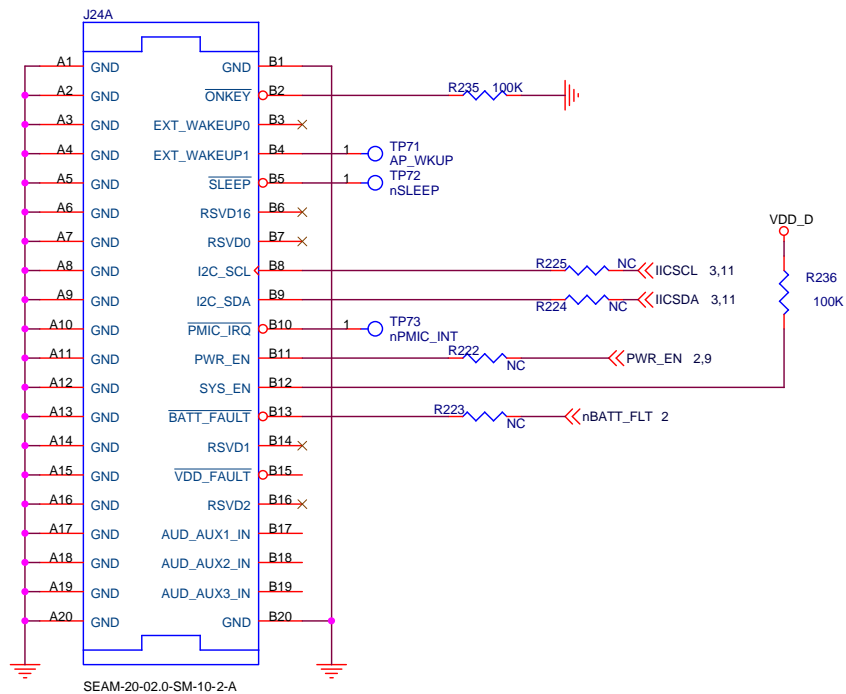 J24A
A1 GND GND B1
A2 GND ONKEY B2 R235 100K
A3 GND EXT_WAKEUP0 B3
A4 GND EXT_WAKEUP1 B4 1 TP71
AP_WKUP
A5 GND SLEEP B5 1 TP72
nSLEEP
A6 GND RSVD16 B6
A7 GND RSVD0 B7
VDD_D
A8 GND I2C_SCL B8 R225 NC IICSCL 3,11
R236
100K
A9 GND I2C_SDA B9 R224 NC IICSDA 3,11
A10 GND PMIC_IRQ B10 1 TP73
nPMIC_INT
A11 GND PWR_EN B11 R222 NC PWR_EN 2,9
A12 GND SYS_EN B12
A13 GND BATT_FAULT B13 R223 NC nBATT_FLT 2
A14 GND RSVD1 B14
A15 GND VDD_FAULT B15
A16 GND RSVD2 B16
A17 GND AUD_AUX1_IN B17
A18 GND AUD_AUX2_IN B18
A19 GND AUD_AUX3_IN B19
A20 GND GND B20
SEAM-20-02.0-SM-10-2-A